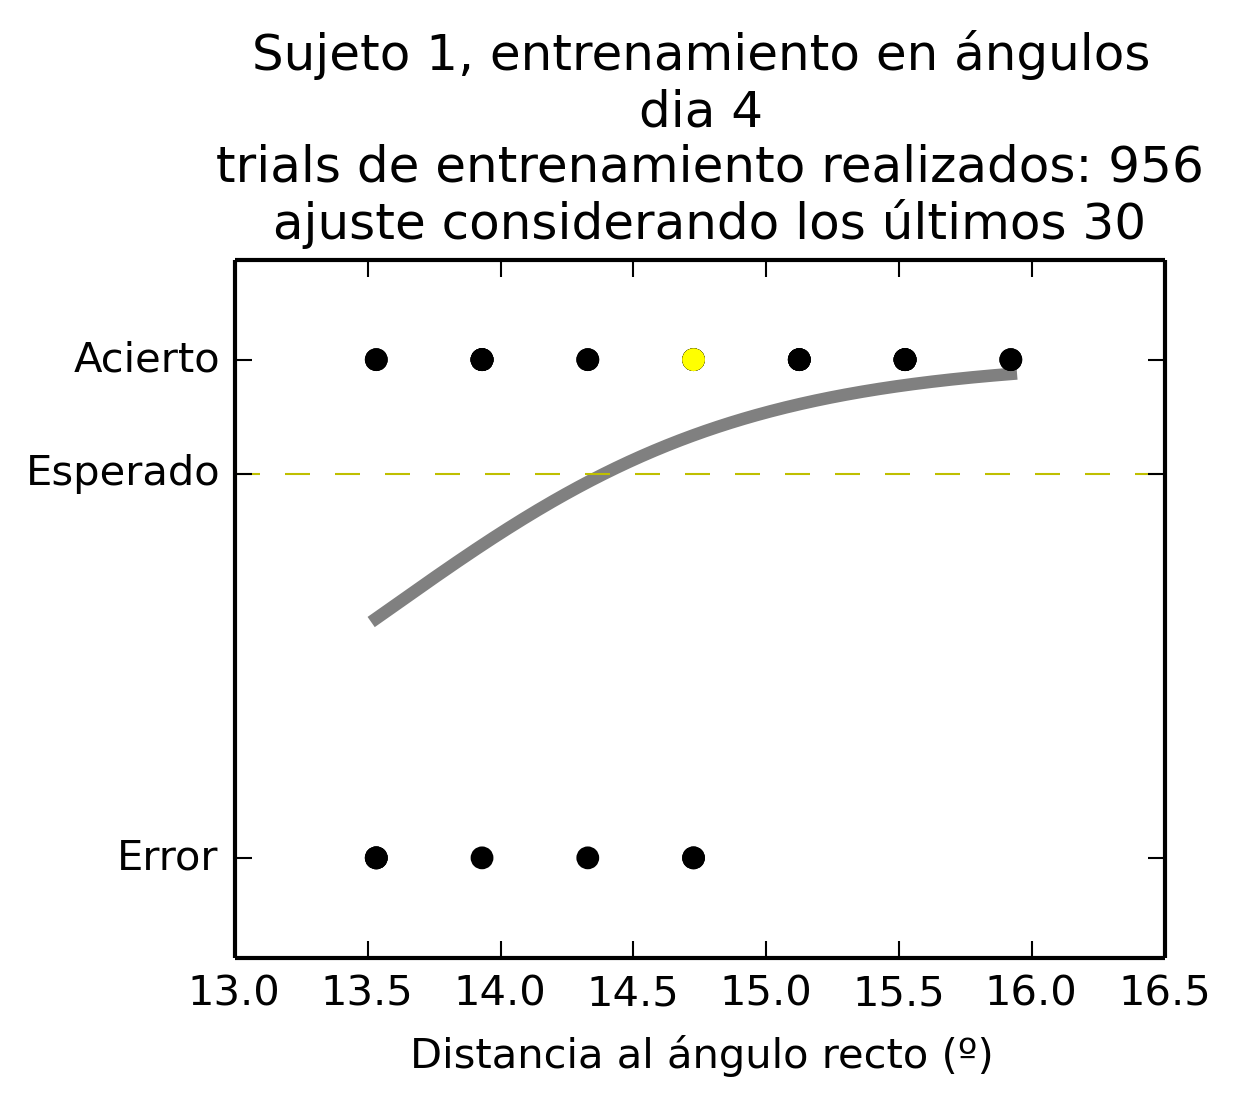 Sujeto 1, entrenamiento en ángulos
dia 4
trials de entrenamiento realizados: 956
ajuste considerando los últimos 30
Acierto
Esperado
Error
13.0 13.5 14.0 14.5 15.0 15.5 16.0 16.5
Distancia al ángulo recto (º)